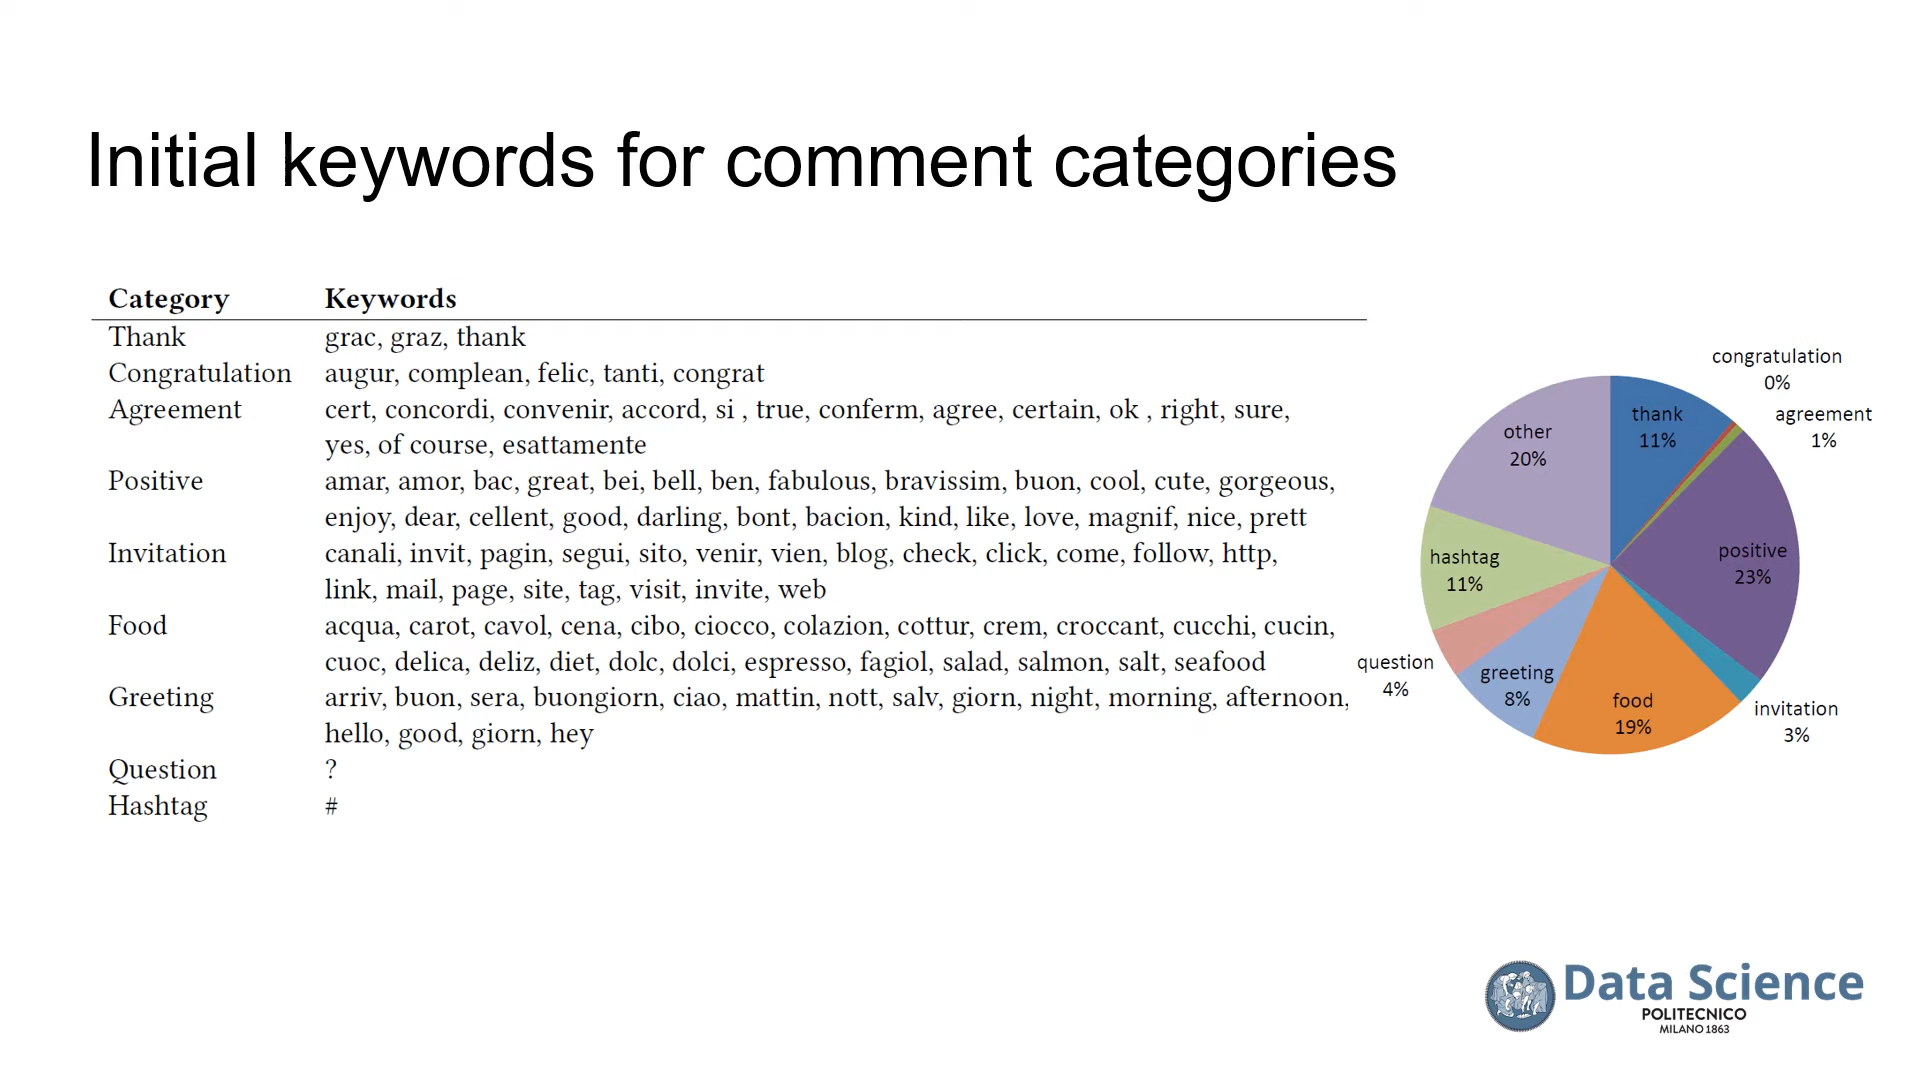 Initial keywords for comment categories
Category Keywords
Thank grac, graz, thank
Congratulation augur, complean, felic, tanti, congrat
Agreement cert, concordi, convenir, accord, si , true, conferm, agree, certain, ok , right, sure,
yes, of course, esattamente
Positive amar, amor, bac, great, bei, bell, ben, fabulous, bravissim, buon, cool, cute, gorgeous,
enjoy, dear, cellent, good, darling, bont, bacion, kind, like, love, magnif, nice, prett
Invitation canali, invit, pagin, segui, sito, venir, vien, blog, check, click, come, follow, http,
link, mail, page, site, tag, visit, invite, web
Food acqua, carot, cavol, cena, cibo, ciocco, colazion, cottur, crem, croccant, cucchi, cucin,
cuoc, delica, deliz, diet, dolc, dolci, espresso, fagiol, salad, salmon, salt, seafood
Greeting arriv, buon, sera, buongiorn, ciao, mattin, nott, salv, giorn, night, morning, afternoon,
hello, good, giorn, hey
Question ?
Hashtag #
congratulation
0%
thank
11%
agreement
1%
other
20%
positive
23%
hashtag
11%
question
4%
greeting
8%
food
19%
invitation
3%
Data Science
POLITECNICO
MILANO 1863